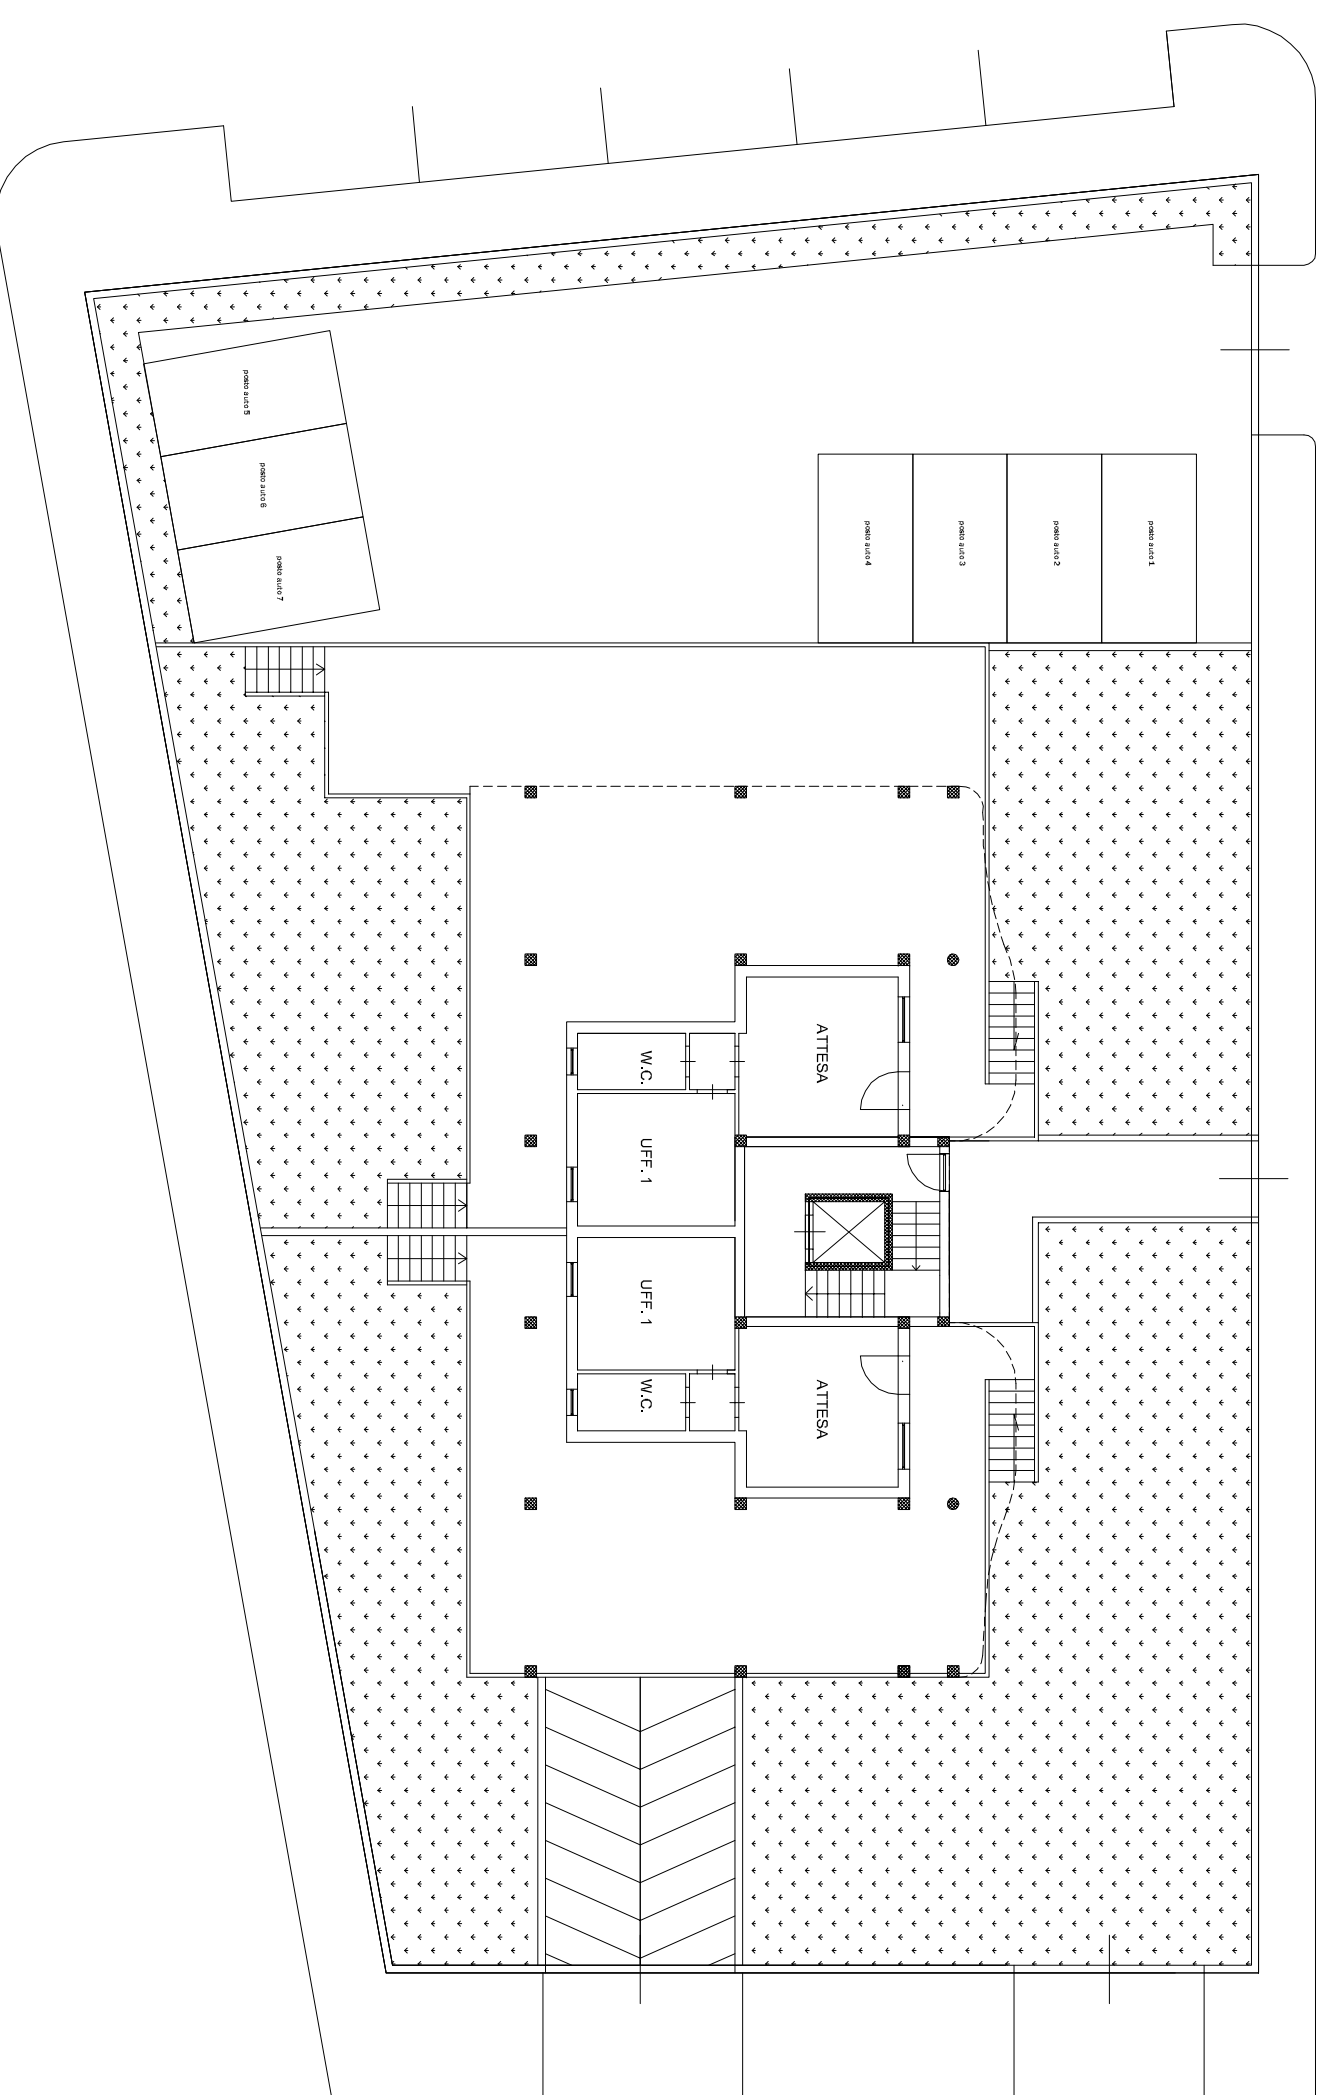 posto auto 5
posto auto 6
posto auto 7
posto auto 4
posto auto 3
posto auto 2
posto auto 1
ATTESA
W.C.
UFF. 1
UFF. 1
W.C.
ATTESA